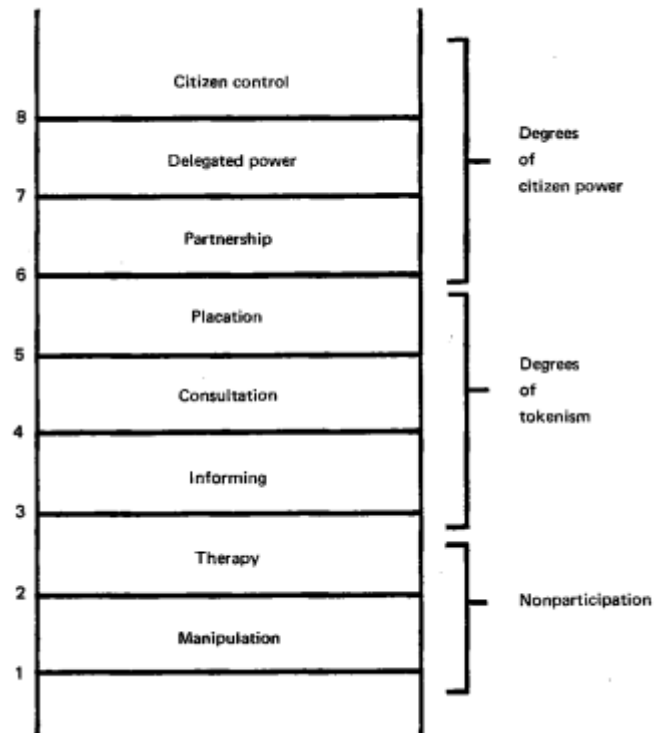 Citizen control
8
Delegated power
7
Partnership
6
Placation
5
Consultation
4
Informing
3
Therapy
2
Manipulation
1
Degrees
of
citizen power
Degrees
of
tokenism
Nonparticipation